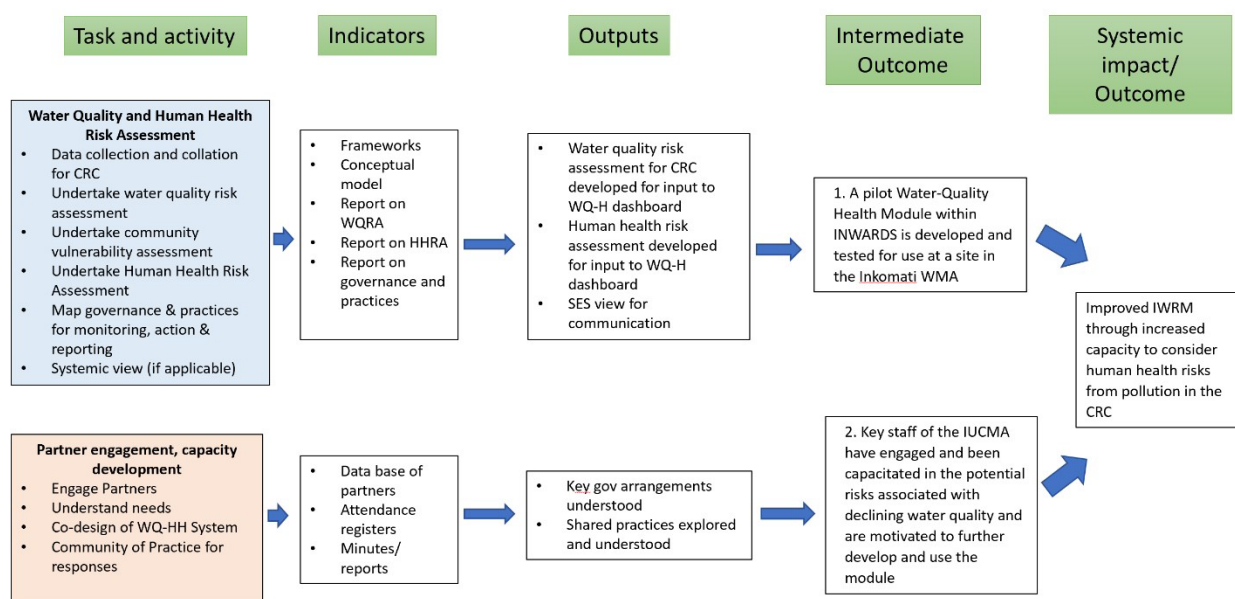 Task and activity
Indicators
Outputs
Intermediate
Outcome
Systemic
impact/
Outcome
Water Quality and Human Health
Risk Assessment
• Data collection and collation
for CRC
• Undertake water quality risk
assessment
• Undertake community
vulnerability assessment
• Undertake Human Health Risk
Assessment
• Map governance & practices
for monitoring, action &
reporting
• Systemic view (if applicable)
• Frameworks
• Conceptual
model
• Report on
WQRA
• Report on HHRA
• Report on
governance and
practices
• Water quality risk
assessment for CRC
developed for input to
WQ-H dashboard
• Human health risk
assessment developed
for input to WQ-H
dashboard
• SES view for
communication
1. A pilot Water-Quality
Health Module within
INWARDS is developed and
tested for use at a site in
the Inkomati WMA
Improved IWRM
through increased
capacity to consider
human health risks
from pollution in the
CRC
Partner engagement, capacity
development
• Engage Partners
• Understand needs
• Co-design of WQ-HH System
• Community of Practice for
responses
• Data base of
partners
• Attendance
registers
• Minutes/
reports
• Key gov arrangements
understood
• Shared practices explored
and understood
2. Key staff of the IUCMA
have engaged and been
capacitated in the potential
risks associated with
declining water quality and
are motivated to further
develop and use the
module